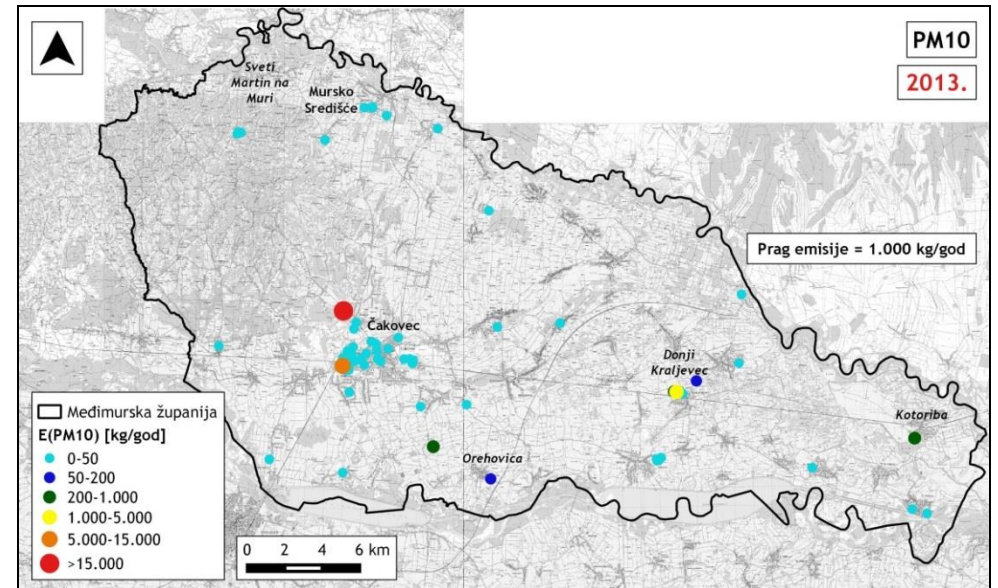 PM10
2013.
Sveti
Martin na
Muri
Mursko
Središće
Prag emisije = 1.000 kg/god
Čakovec
Donji
Kraljevec
Kotoriba
Orehovica
Međimurska županija
E(PM10) [kg/god]
0-50
50-200
200-1.000
1.000-5.000
5.000-15.000
>15.000
0 2 4 6 km